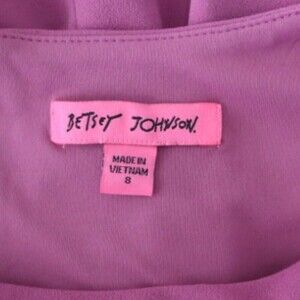 BETSEY JOHNSON.
MADE IN
VIETNAM
8